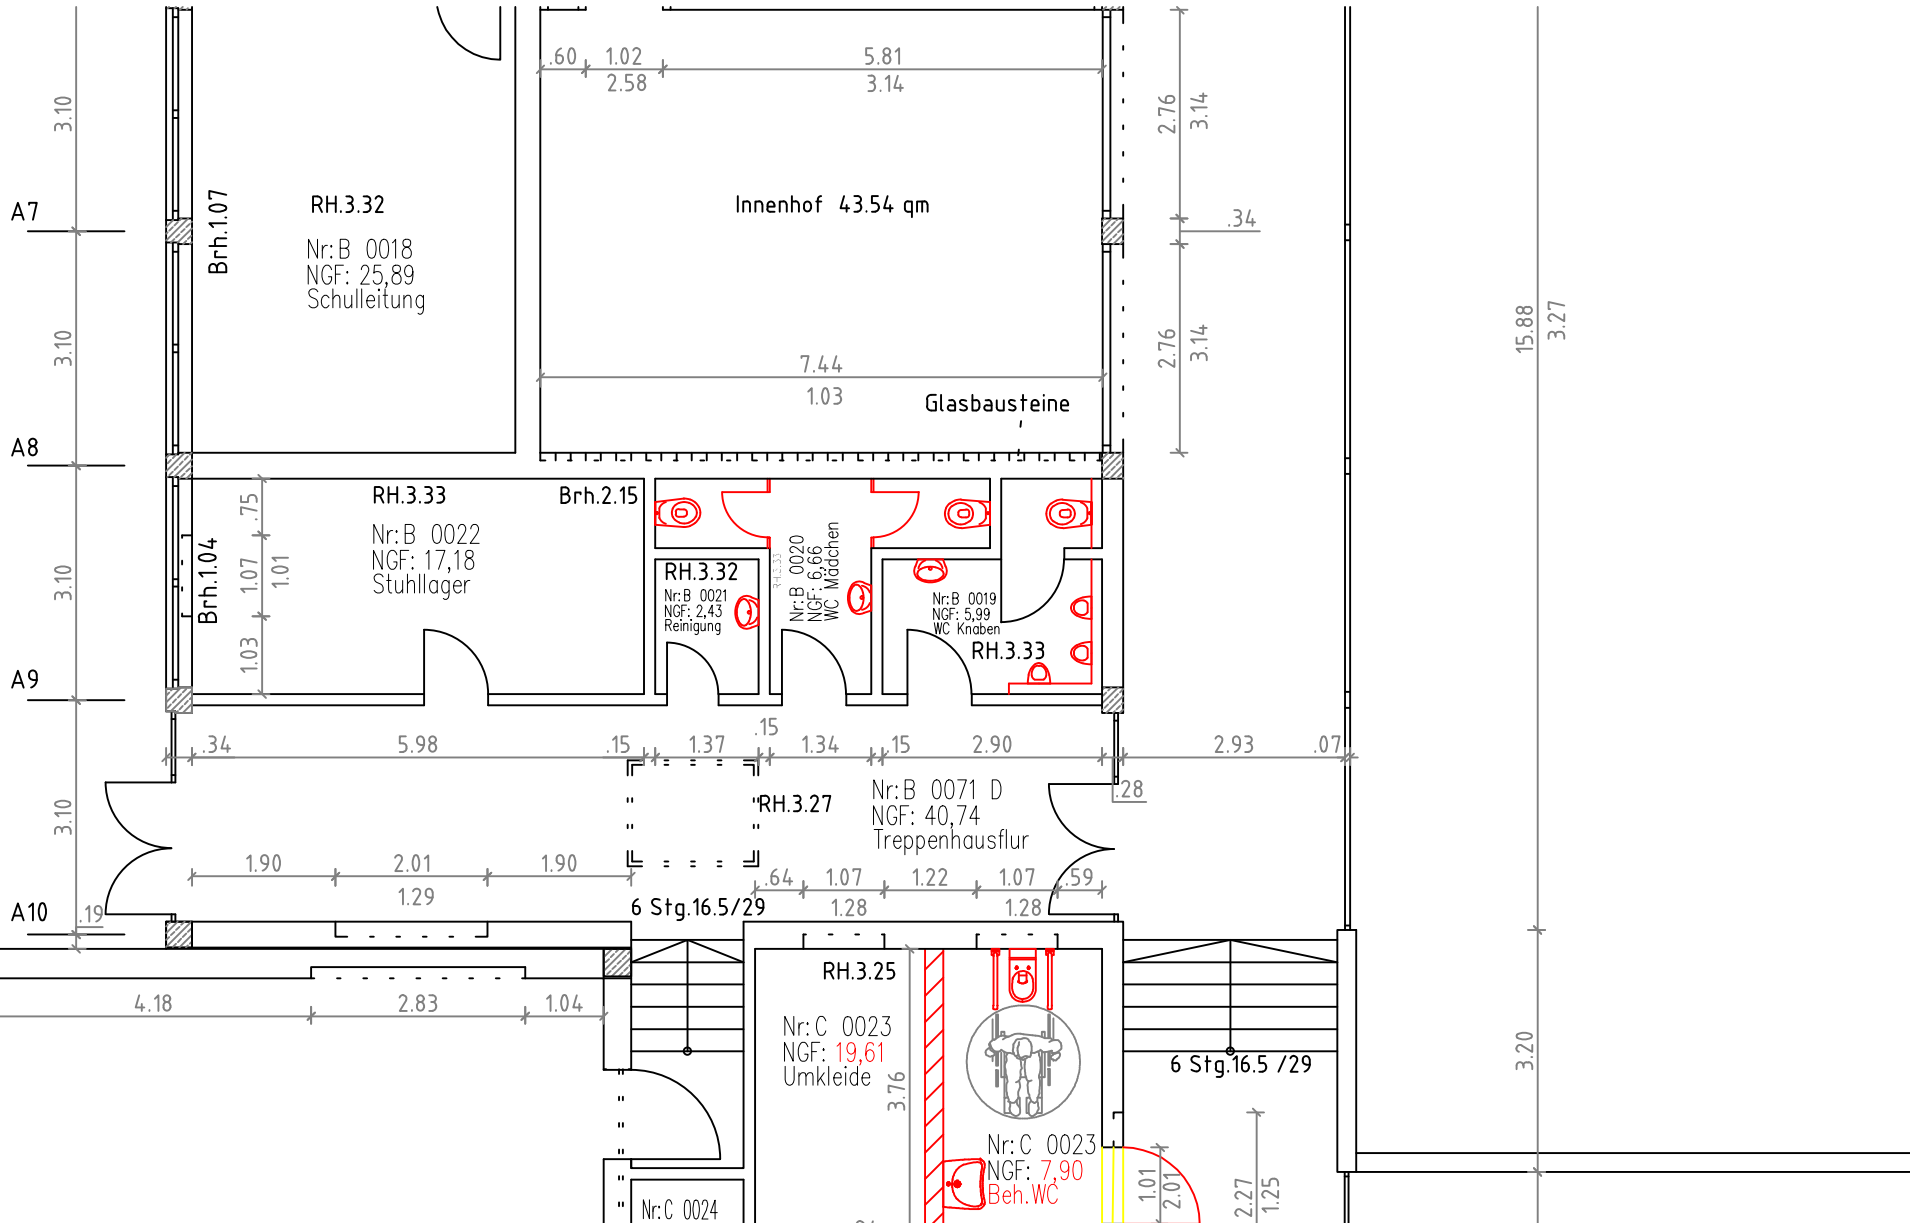 .60 1.02 5.81
2.58 3.14
3.10
2.76 3.14
A7
Brh.1.07
RH.3.32
Nr:B 0018
NGF: 25,89
Schulleitung
Innenhof 43.54 qm
.34
3.10
2.76 3.14
15.88 3.27
7.44
1.03
Glasbausteine
A8
RH.3.33
Brh.2.15
Nr:B 0022
NGF: 17,18
Stuhllager
.75
1.07 1.01
1.03
Brh.1.04
3.10
RH.3.32
Nr:B 0021
NGF: 2,43
Reinigung
RH.3.33
Nr:B 0020
NGF: 6,66
WC Mädchen
Nr:B 0019
NGF: 5,99
WC Knaben
RH.3.33
A9
.34 5.98 .15 1.37 .15 1.34 .15 2.90 2.93 .07
.28
3.10
RH.3.27
Nr:B 0071 D
NGF: 40,74
Treppenhausflur
1.90 2.01 1.90
1.29
.64 1.07 1.22 1.07 .59
1.28 1.28
A10
.19
6 Stg.16.5/29
4.18 2.83 1.04
RH.3.25
Nr:C 0023
NGF: 19,61
Umkleide
3.76
6 Stg.16.5 /29
3.20
Nr:C 0023
NGF: 7,90
Beh.WC
1.01 2.01
2.27 1.25
Nr:C 0024